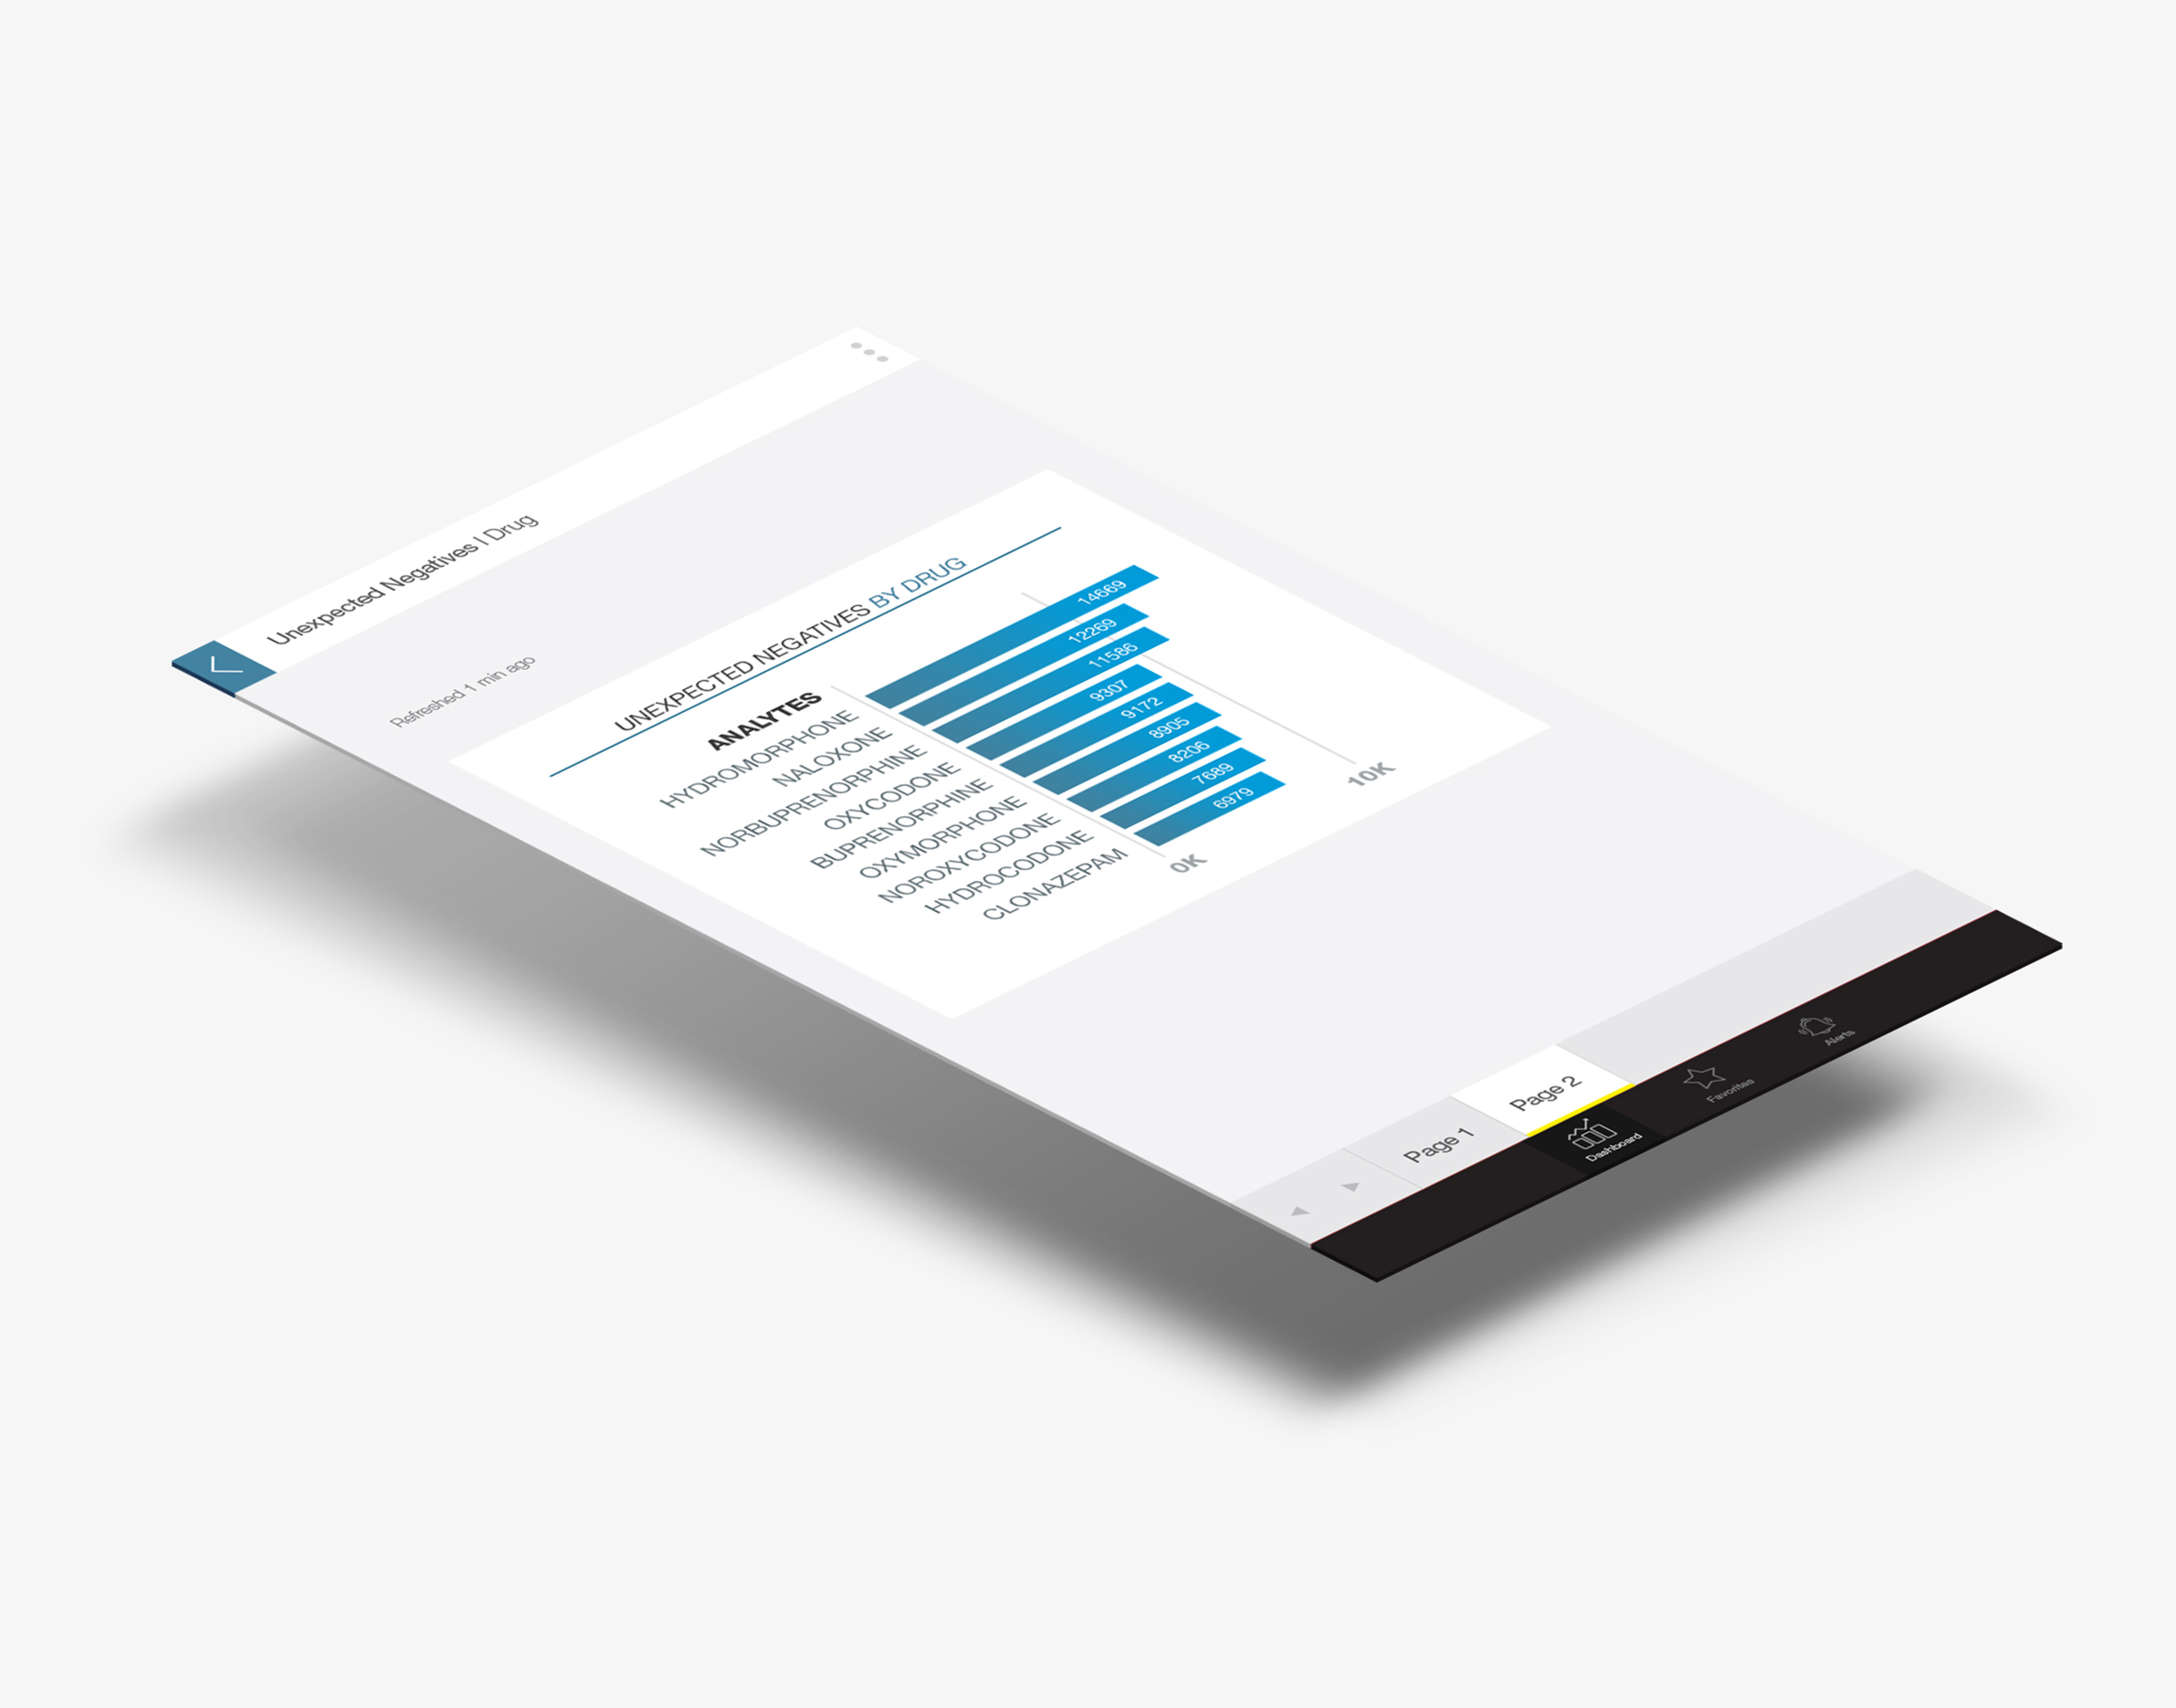 Unexpected Negatives | Drug
Refreshed 1 min ago
UNEXPECTED NEGATIVES BY DRUG
ANALYTES
HYDROMORPHONE 14669
NALOXONE 12269
NORBUPRENORPHINE 11586
OXYCODONE 9307
BUPRENORPHINE 9172
OXYMORPHONE 8905
NOROXYCODONE 8206
HYDROCODONE 7689
CLONAZEPAM 6979
0K 10K
Page 1 Page 2
Dashboard Favorites Alerts